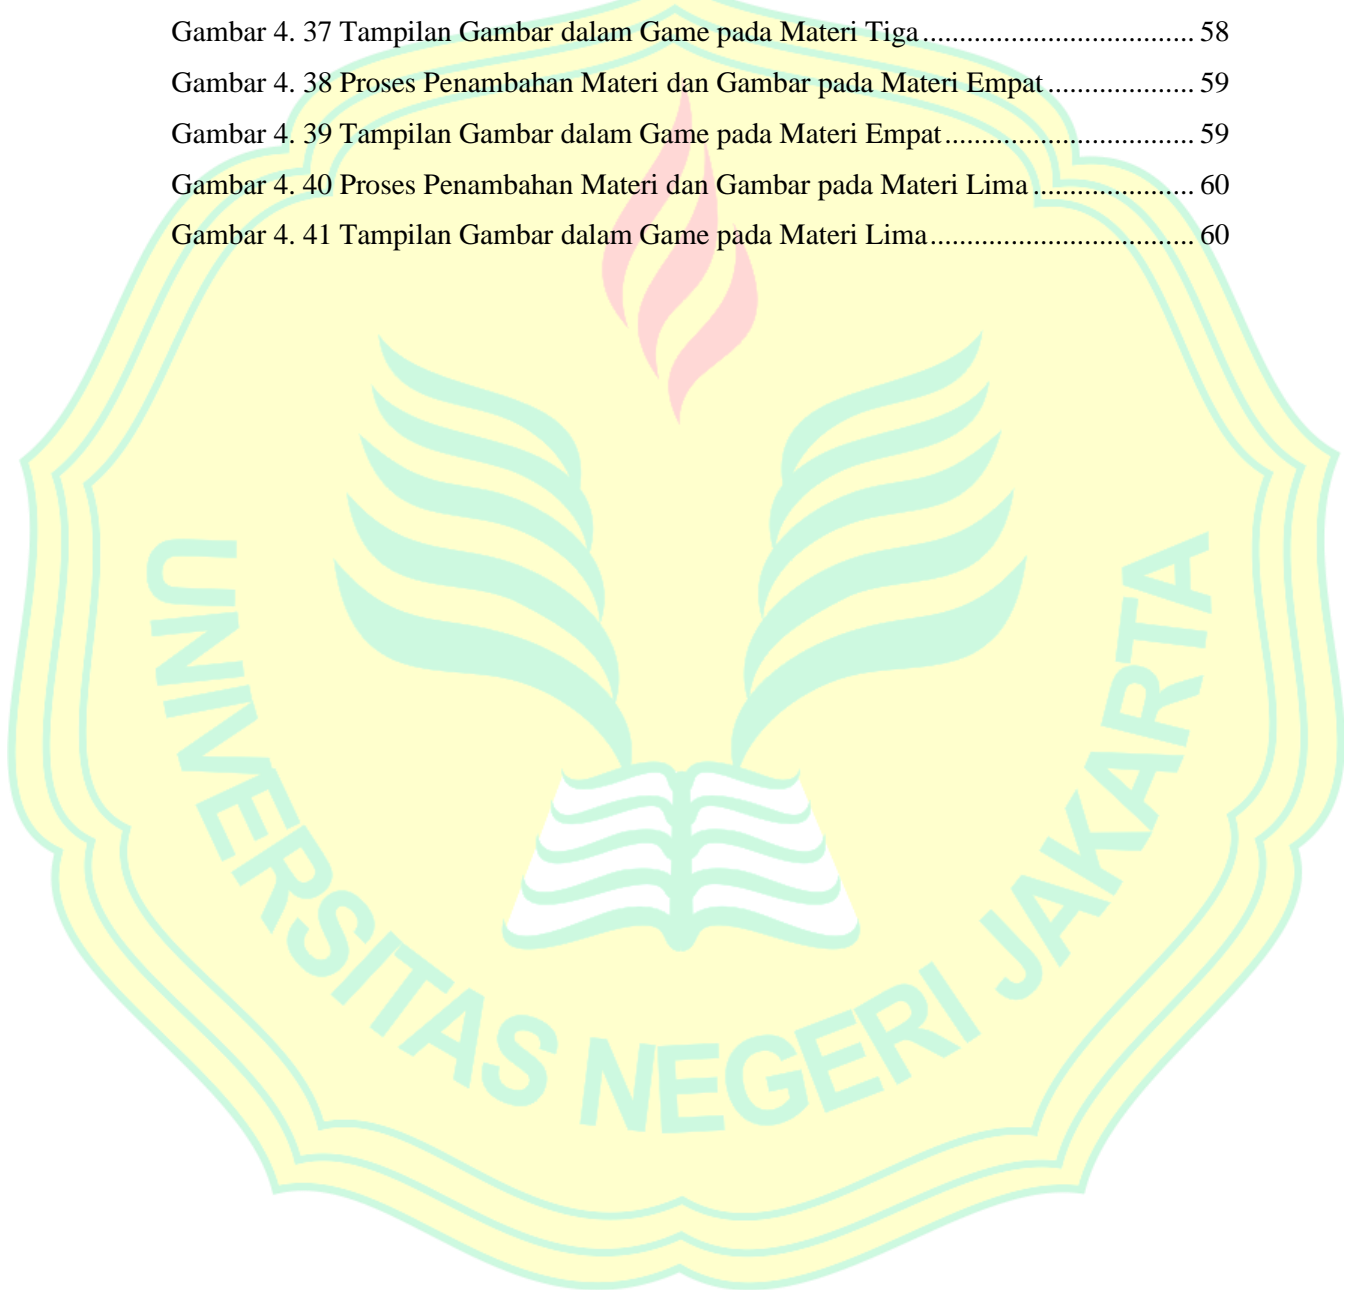 Gambar 4. 37 Tampilan Gambar dalam Game pada Materi Tiga..................................... 58
Gambar 4. 38 Proses Penambahan Materi dan Gambar pada Materi Empat.................... 59
Gambar 4. 39 Tampilan Gambar dalam Game pada Materi Empat.................................. 59
Gambar 4. 40 Proses Penambahan Materi dan Gambar pada Materi Lima...................... 60
Gambar 4. 41 Tampilan Gambar dalam Game pada Materi Lima.................................... 60
UNIVERSITAS NEGERI JAKARTA